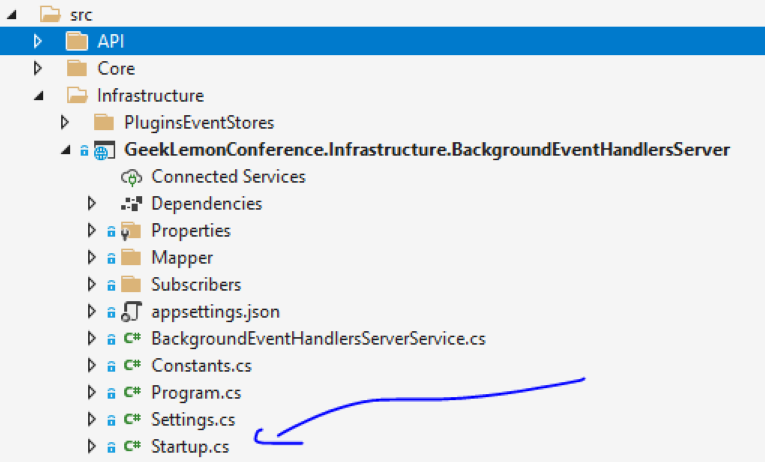 src
API
Core
Infrastructure
PluginsEventStores
GeekLemonConference.Infrastructure.BackgroundEventHandlersServer
Connected Services
Dependencies
Properties
Mapper
Subscribers
appsettings.json
C# BackgroundEventHandlersServerService.cs
C# Constants.cs
C# Program.cs
C# Settings.cs
C# Startup.cs